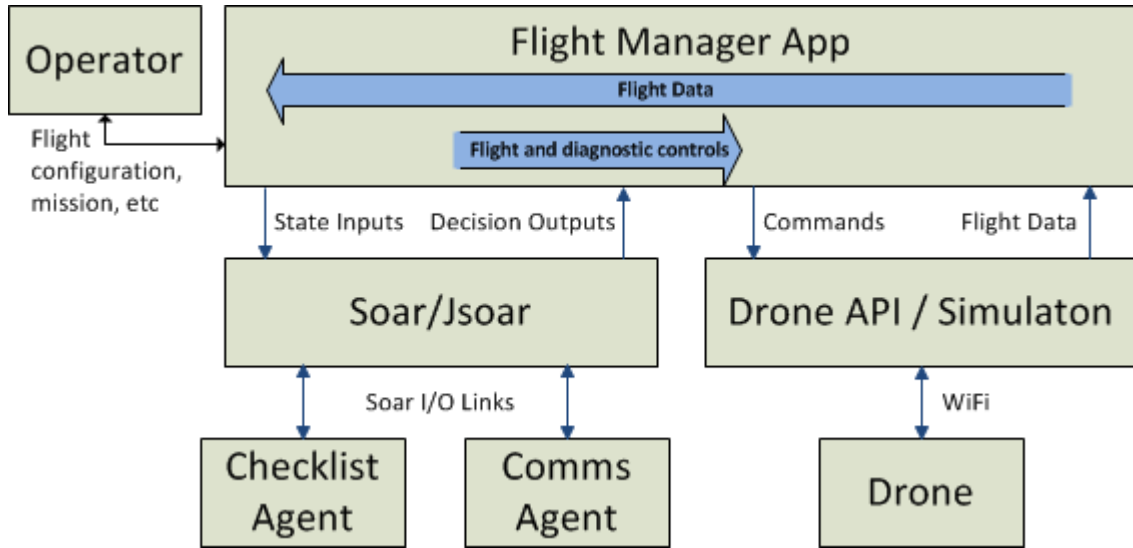 Operator
Flight Manager App
Flight Data
Flight and diagnostic controls
Flight
configuration,
mission, etc
State Inputs
Decision Outputs
Commands
Flight Data
Soar/Jsoar
Drone API / Simulaton
Soar I/O Links
WiFi
Checklist
Agent
Comms
Agent
Drone